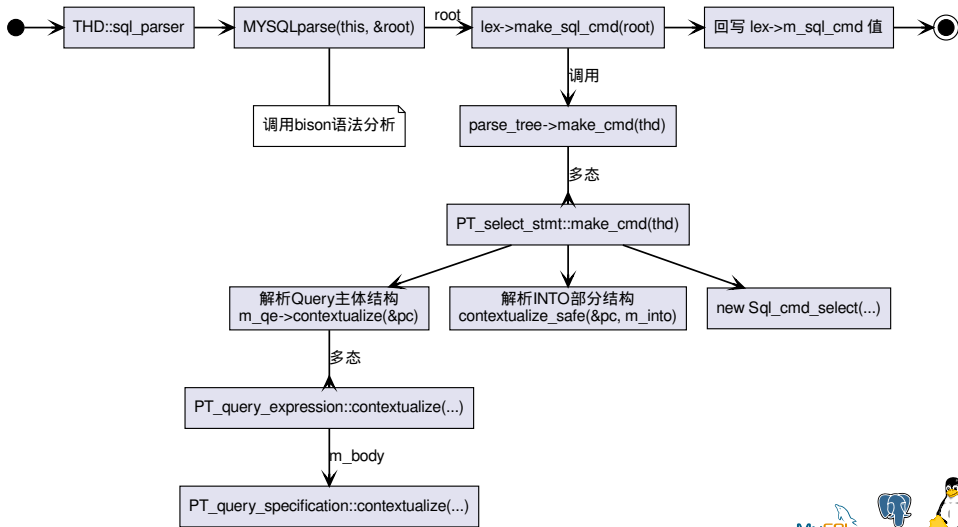 THD::sql_parser
MYSQLparse(this, &root)
root
lex->make_sql_cmd(root)
回写 lex->m_sql_cmd 值
调用bison语法分析
调用
parse_tree->make_cmd(thd)
多态
PT_select_stmt::make_cmd(thd)
解析Query主体结构
m_qe->contextualize(&pc)
解析INTO部分结构
contextualize_safe(&pc, m_into)
new Sql_cmd_select(...)
多态
PT_query_expression::contextualize(...)
m_body
PT_query_specification::contextualize(...)
MySQL